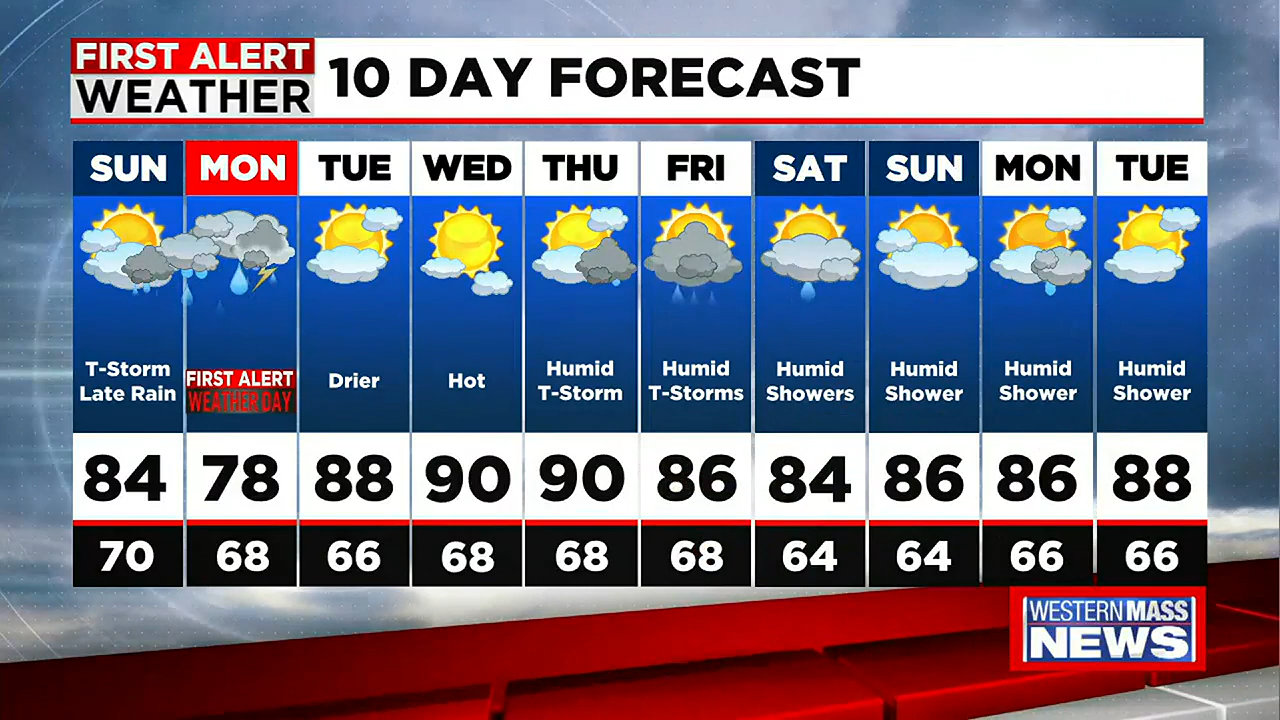 FIRST ALERT
WEATHER
10 DAY FORECAST
SUN MON TUE WED THU FRI SAT SUN MON TUE
T-Storm
Late Rain
FIRST ALERT
WEATHER DAY
Drier
Hot
Humid
T-Storm
Humid
T-Storms
Humid
Showers
Humid
Shower
Humid
Shower
Humid
Shower
84 78 88 90 90 86 84 86 86 88
70 68 66 68 68 68 64 64 66 66
WESTERN MASS
NEWS